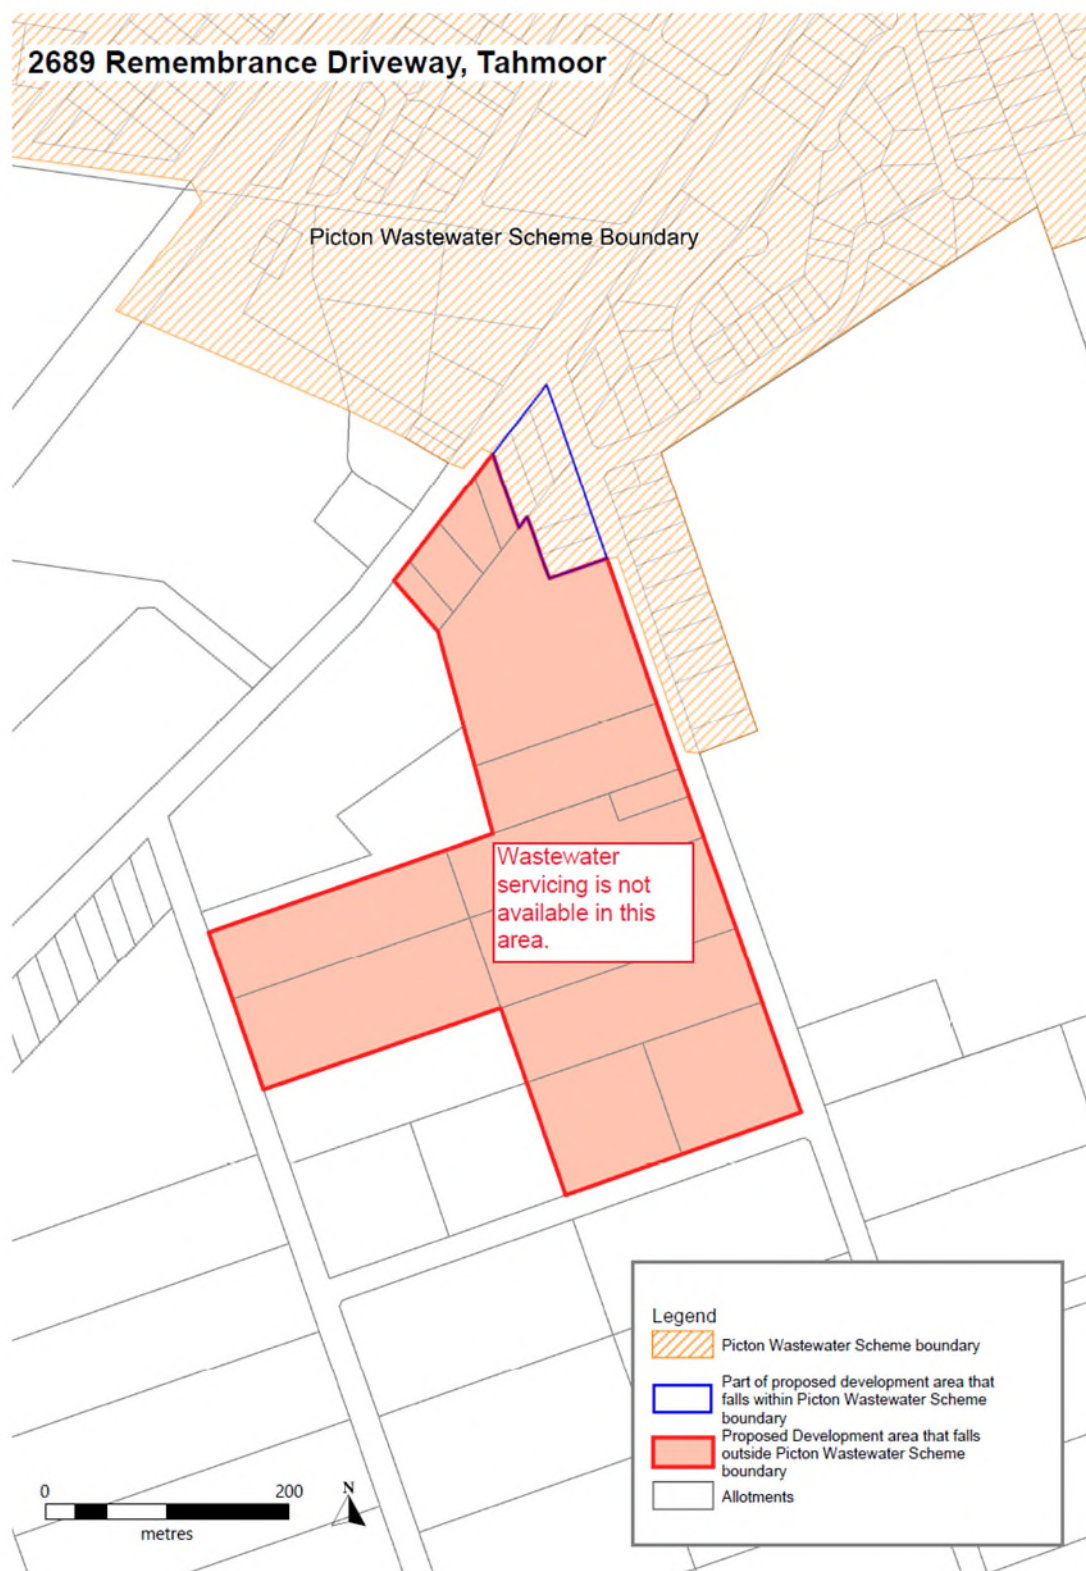 2689 Remembrance Driveway, Tahmoor
Picton Wastewater Scheme Boundary
Wastewater
servicing is not
available in this
area.
Legend
Picton Wastewater Scheme boundary
Part of proposed development area that
falls within Picton Wastewater Scheme
boundary
Proposed Development area that falls
outside Picton Wastewater Scheme
boundary
Allotments
0 200
metres
N